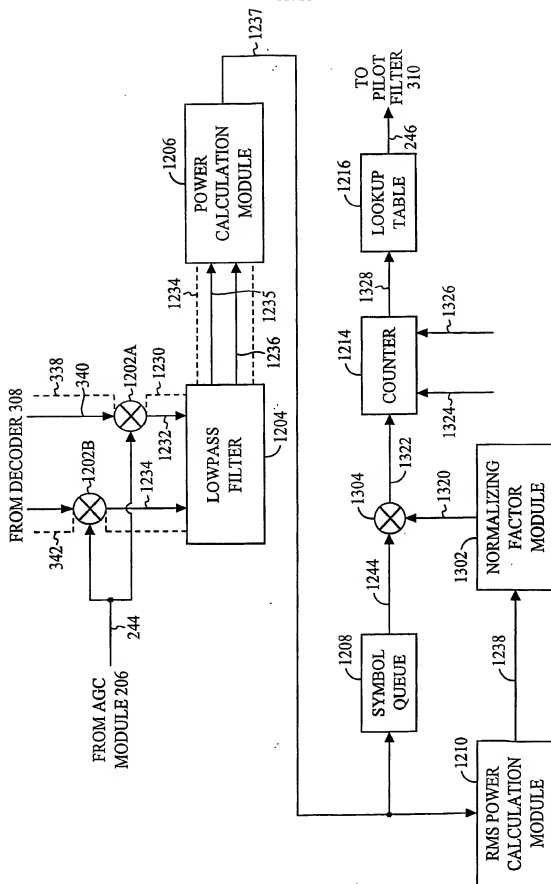 FROM DECODER 308
342
1202B
338
340
1202A
244
FROM AGC
MODULE 206
1234
1232
1230
LOWPASS
FILTER
1204
1234
1235
1236
POWER
CALCULATION
MODULE
1206
1237
RMS POWER
CALCULATION
MODULE
1210
1238
SYMBOL
QUEUE
1208
1244
1304
1320
1302
NORMALIZING
FACTOR
MODULE
1322
COUNTER
1214
1324
1326
1328
LOOKUP
TABLE
1216
246
TO
PILOT
FILTER
310